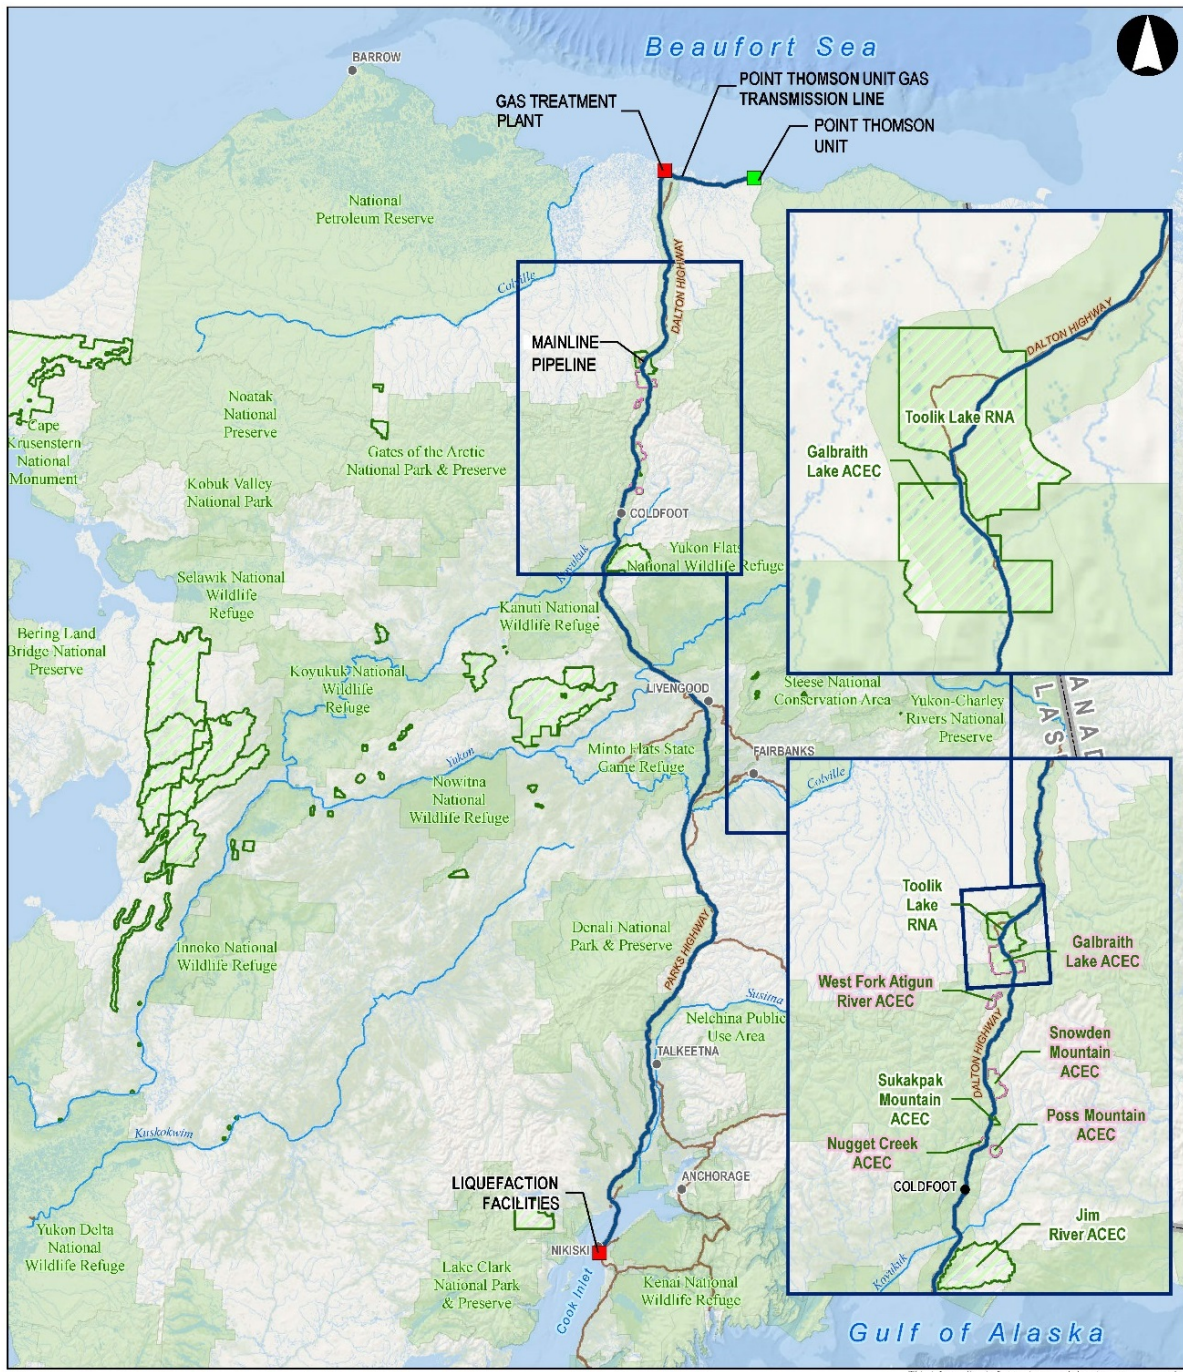 Beaufort Sea
BARROW
POINT THOMSON UNIT GAS
TRANSMISSION LINE
GAS TREATMENT
PLANT
POINT THOMSON
UNIT
National
Petroleum Reserve
DALTON HIGHWAY
Colville
MAINLINE
PIPELINE
Noatak
National
Preserve
Cape
Krusenstern
National
Monument
Gates of the Arctic
National Park & Preserve
Kobuk Valley
National Park
COLDFOOT
Koyukuk
Yukon Flats
National Wildlife Refuge
Selawik National
Wildlife
Refuge
Kanuti National
Wildlife Refuge
Bering Land
Bridge National
Preserve
Koyukuk National
Wildlife
Refuge
LIVENGOOD
Steese National
Conservation Area
Yukon-Charley
Rivers National
Preserve
ANAD
LAS
Yukon
Minto Flats State
Game Refuge
FAIRBANKS
Nowitna
National
Wildlife Refuge
Denali National
Park & Preserve
PARKS HIGHWAY
Innoko National
Wildlife Refuge
Susitna
Nelchina Public
Use Area
TALKEETNA
Kuskokwim
LIQUEFACTION
FACILITIES
ANCHORAGE
Yukon Delta
National
Wildlife Refuge
NIKISKI
Lake Clark
National Park
& Preserve
Cook Inlet
Kenai National
Wildlife Refuge
Gulf of Alaska
DALTON HIGHWAY
Toolik Lake RNA
Galbraith
Lake ACEC
Colville
Toolik
Lake
RNA
Galbraith
Lake ACEC
West Fork Atigun
River ACEC
DALTON HIGHWAY
Snowden
Mountain
ACEC
Sukakpak
Mountain
ACEC
Poss Mountain
ACEC
Nugget Creek
ACEC
COLDFOOT
Jim
River ACEC
Koyukuk